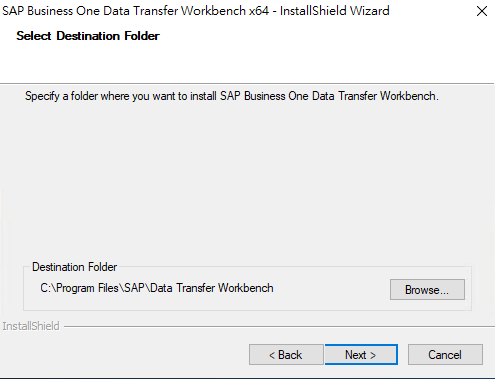 SAP Business One Data Transfer Workbench x64 - InstallShield Wizard
Select Destination Folder
Specify a folder where you want to install SAP Business One Data Transfer Workbench.
Destination Folder
C:\Program Files\SAP\Data Transfer Workbench
Browse...
InstallShield
< Back
Next >
Cancel